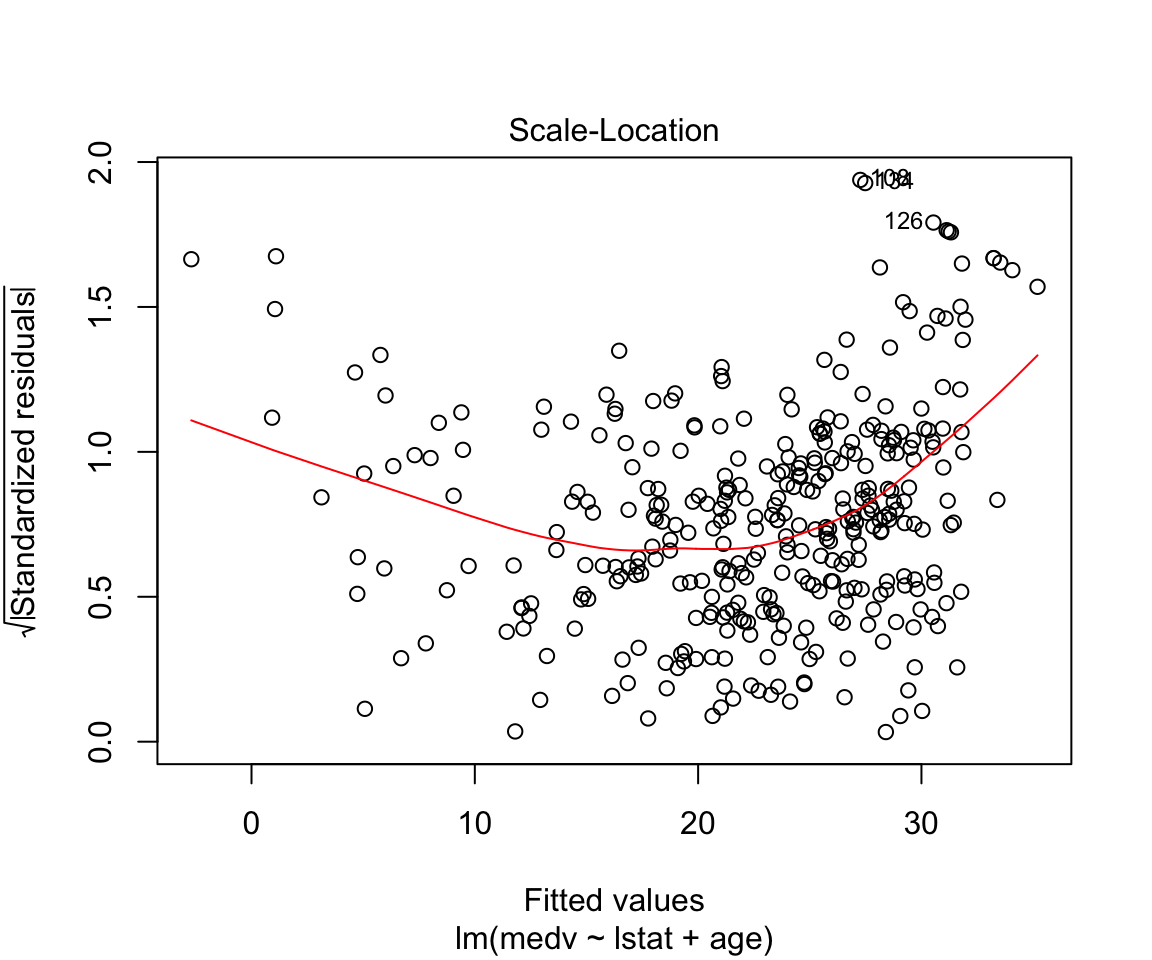 Scale-Location
√|Standardized residuals|
2.0
1.5
1.0
0.5
0.0
108
126
0 10 20 30
Fitted values
lm(medv ~ lstat + age)